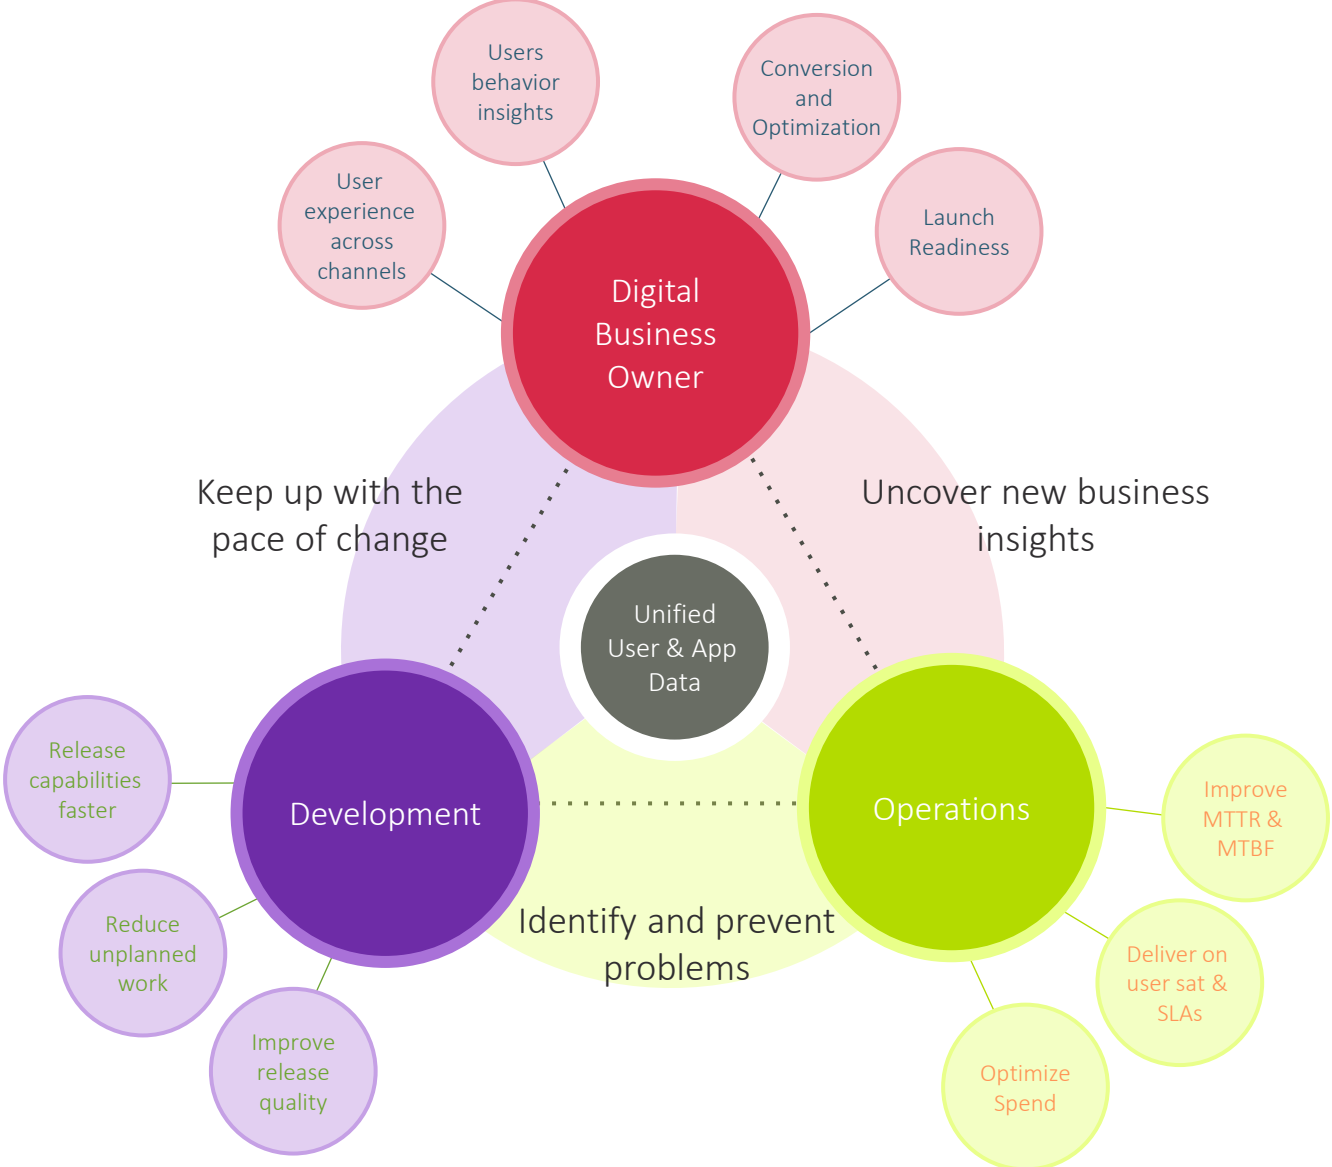 Users
behavior
insights
Conversion
and
Optimization
User
experience
across
channels
Launch
Readiness
Digital
Business
Owner
Keep up with the
pace of change
Uncover new business
insights
Unified
User & App
Data
Release
capabilities
faster
Development
Operations
Improve
MTTR &
MTBF
Reduce
unplanned
work
Identify and prevent
problems
Deliver on
user sat &
SLAs
Improve
release
quality
Optimize
Spend